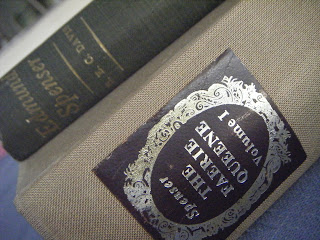 Edmund
Spenser
B. E. C. DAVIS
Spenser
THE
FAERIE
QUEENE
Volume I